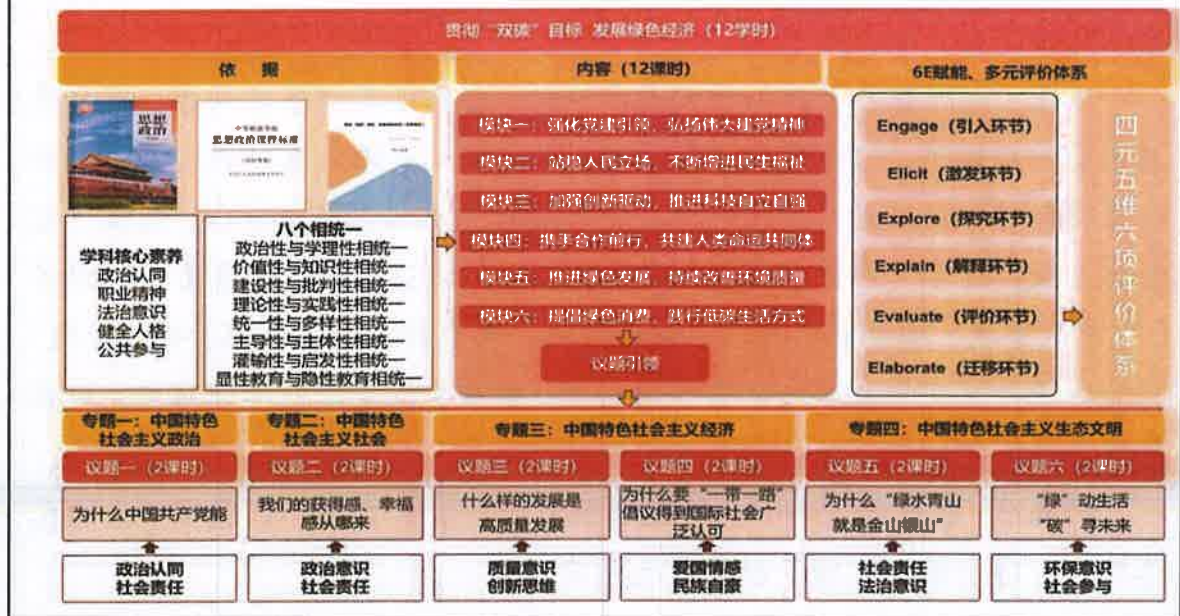 贯彻“双碳”目标 发展绿色经济（12学时）
依 据
思想
政治
中等职业学校
思想政治课程标准
学科核心素养
政治认同
职业精神
法治意识
健全人格
公共参与
八个相统一
政治性与学理性相统一
价值性与知识性相统一
建设性与批判性相统一
理论性与实践性相统一
统一性与多样性相统一
主导性与主体性相统一
灌输性与启发性相统一
显性教育与隐性教育相统一
内容（12课时）
模块一：强化党建引领，弘扬伟大建党精神
模块二：站稳人民立场，不断增进民生福祉
模块三：加强创新驱动，推进科技自立自强
模块四：携手合作前行，共建人类命运共同体
模块五：推进绿色发展，持续改善环境质量
模块六：提倡绿色消费，践行低碳生活方式
议题引领
6E赋能、多元评价体系
Engage（引入环节）
Elicit（激发环节）
Explore（探究环节）
Explain（解释环节）
Evaluate（评价环节）
Elaborate（迁移环节）
四元五维六项评价体系
专题一：中国特色
社会主义政治
专题二：中国特色
社会主义社会
专题三：中国特色社会主义经济
专题四：中国特色社会主义生态文明
议题一（2课时）
议题二（2课时）
议题三（2课时）
议题四（2课时）
议题五（2课时）
议题六（2课时）
为什么中国共产党能
我们的获得感、幸福
感从哪来
什么样的发展是
高质量发展
为什么要“一带一路”
倡议得到国际社会广
泛认可
为什么“绿水青山
就是金山银山”
“绿”动生活
“碳”寻未来
政治认同
社会责任
政治意识
社会责任
质量意识
创新思维
爱国情感
民族自豪
社会责任
法治意识
环保意识
社会参与